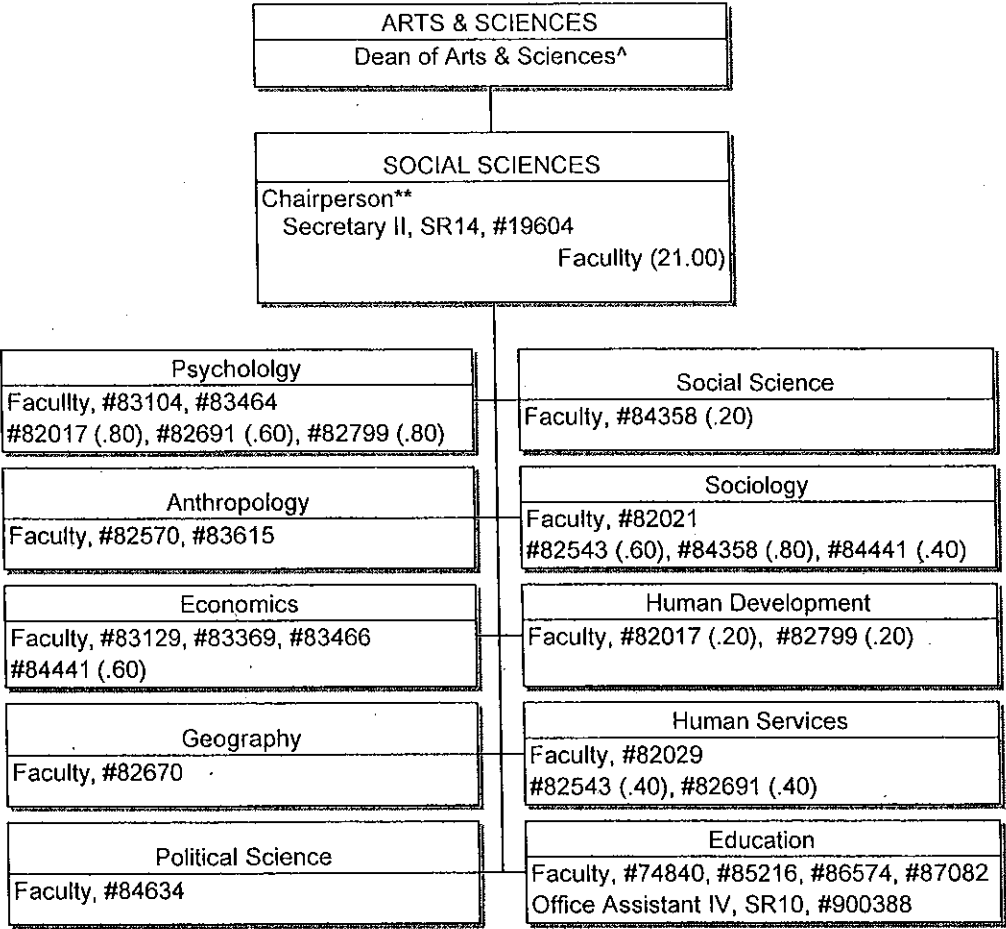 ARTS & SCIENCES
Dean of Arts & Sciences^
SOCIAL SCIENCES
Chairperson**
Secretary II, SR14, #19604
Facullty (21.00)
Psychololgy
Facullty, #83104, #83464
#82017 (.80), #82691 (.60), #82799 (.80)
Social Science
Faculty, #84358 (.20)
Anthropology
Faculty, #82570, #83615
Sociology
Faculty, #82021
#82543 (.60), #84358 (.80), #84441 (.40)
Economics
Faculty, #83129, #83369, #83466
#84441 (.60)
Human Development
Faculty, #82017 (.20), #82799 (.20)
Geography
Faculty, #82670
Human Services
Faculty, #82029
#82543 (.40), #82691 (.40)
Political Science
Faculty, #84634
Education
Faculty, #74840, #85216, #86574, #87082
Office Assistant IV, SR10, #900388